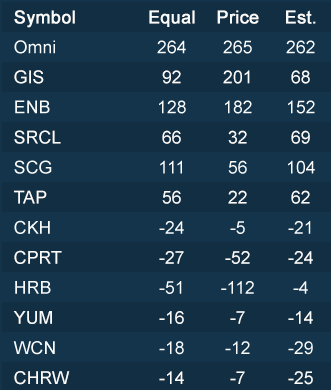 Symbol Equal Price Est.
Omni 264 265 262
GIS 92 201 68
ENB 128 182 152
SRCL 66 32 69
SCG 111 56 104
TAP 56 22 62
CKH -24 -5 -21
CPRT -27 -52 -24
HRB -51 -112 -4
YUM -16 -7 -14
WCN -18 -12 -29
CHRW -14 -7 -25